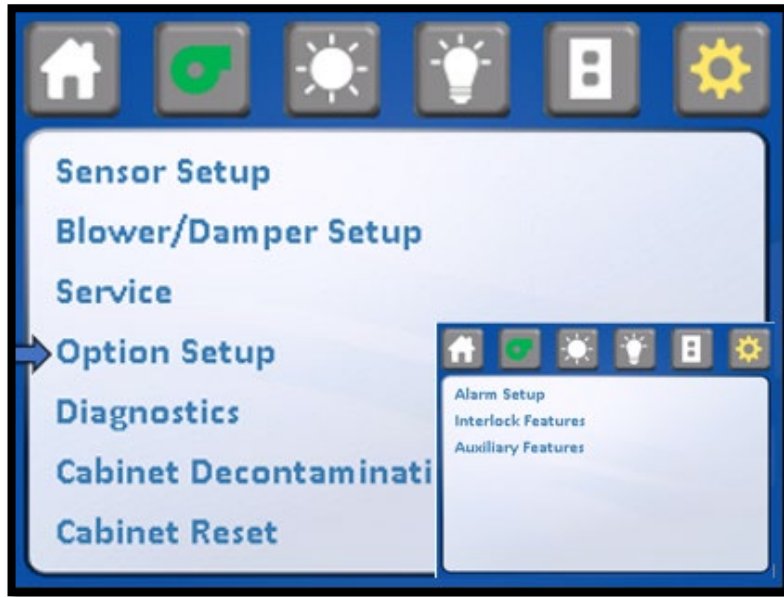 Sensor Setup
Blower/Damper Setup
Service
Option Setup
Diagnostics
Cabinet Decontaminati
Cabinet Reset
Alarm Setup
Interlock Features
Auxiliary Features